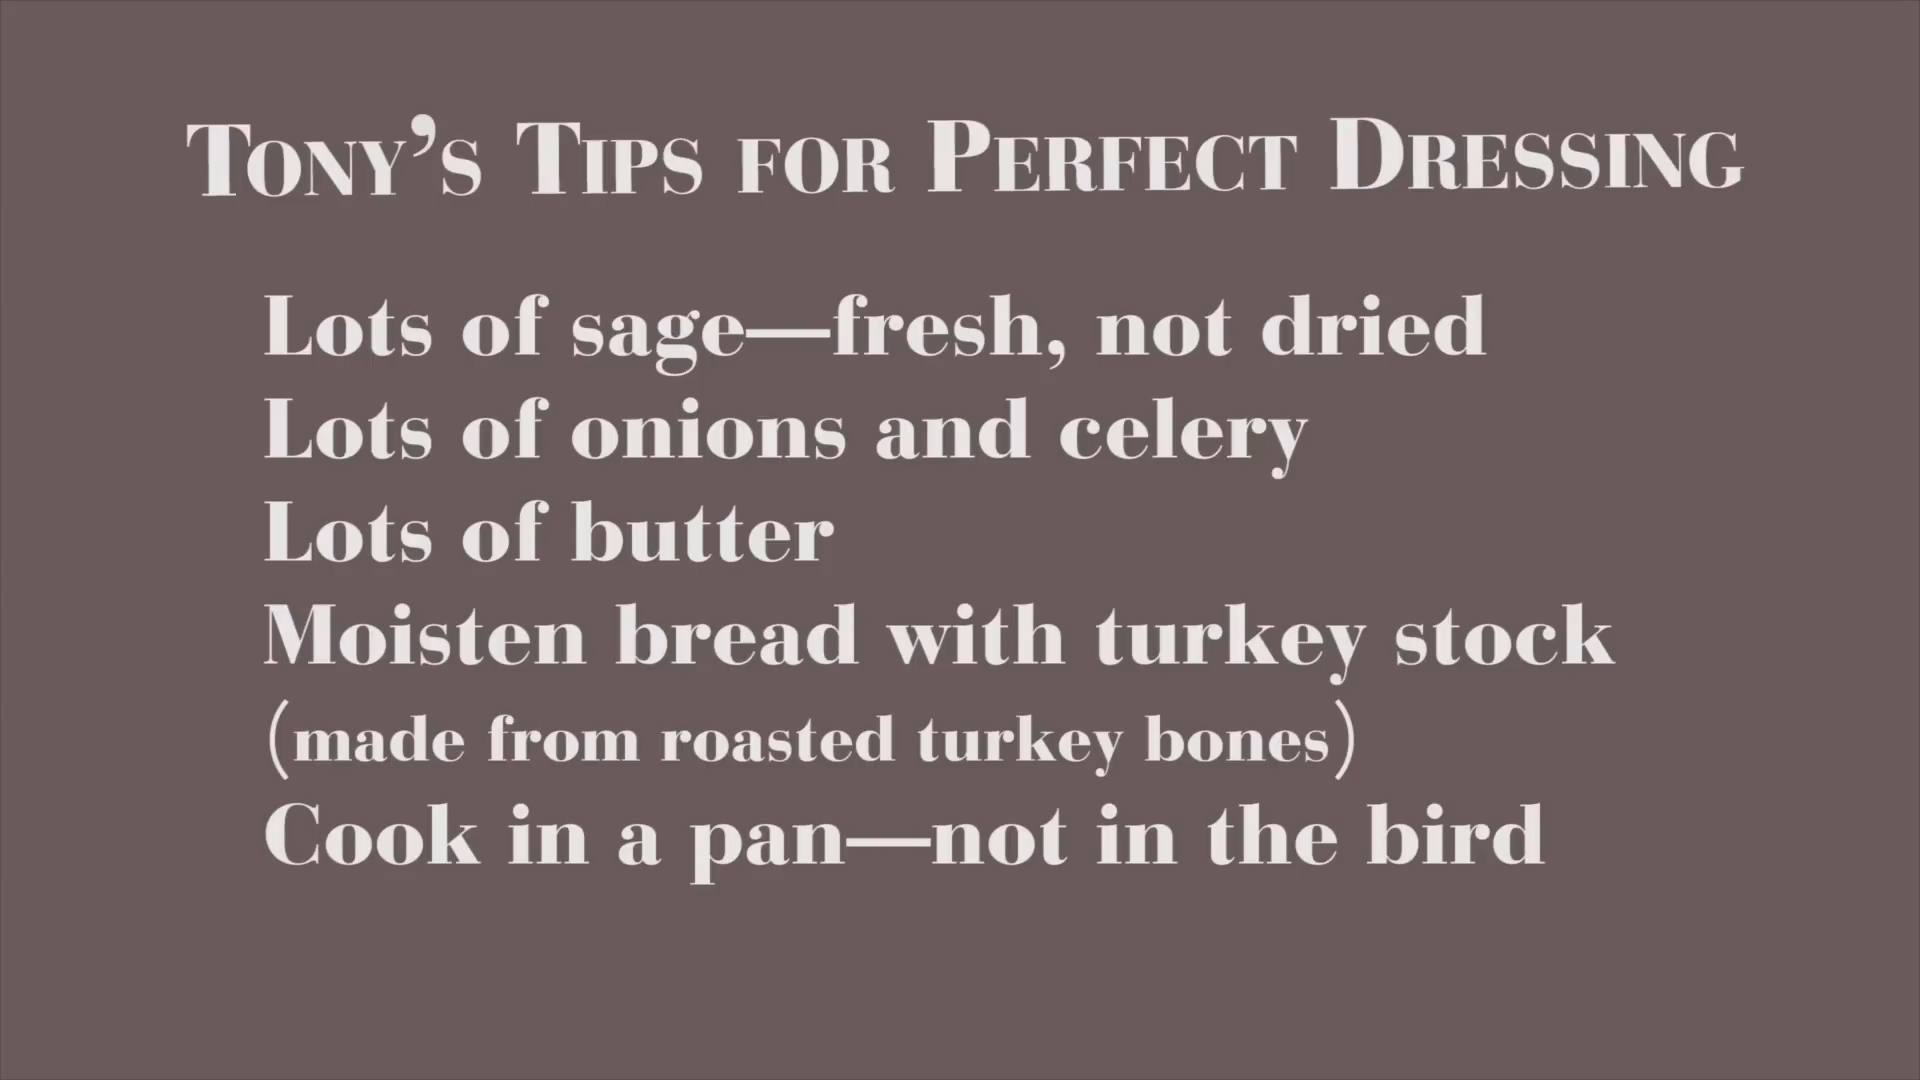 Tony's Tips for Perfect Dressing
Lots of sage—fresh, not dried
Lots of onions and celery
Lots of butter
Moisten bread with turkey stock
(made from roasted turkey bones)
Cook in a pan—not in the bird